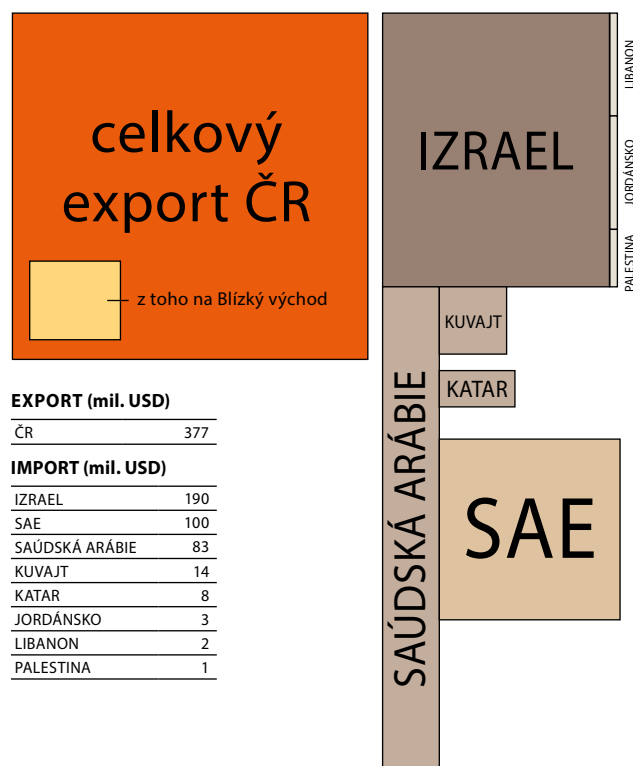 celkový
export ČR
z toho na Blízký východ
IZRAEL
LIBANON
JORDÁNSKO
PALESTINA
KUVAJT
KATAR
SAÚDSKÁ ARÁBIE
SAE
EXPORT (mil. USD)
ČR 377
IMPORT (mil. USD)
IZRAEL 190
SAE 100
SAÚDSKÁ ARÁBIE 83
KUVAJT 14
KATAR 8
JORDÁNSKO 3
LIBANON 2
PALESTINA 1